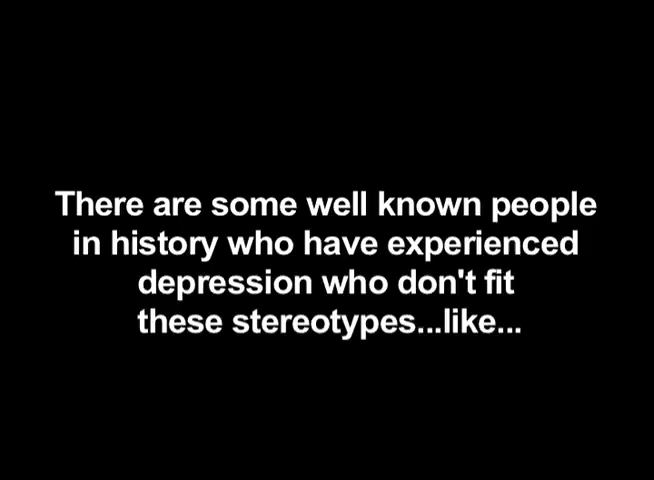 There are some well known people
in history who have experienced
depression who don't fit
these stereotypes...like...